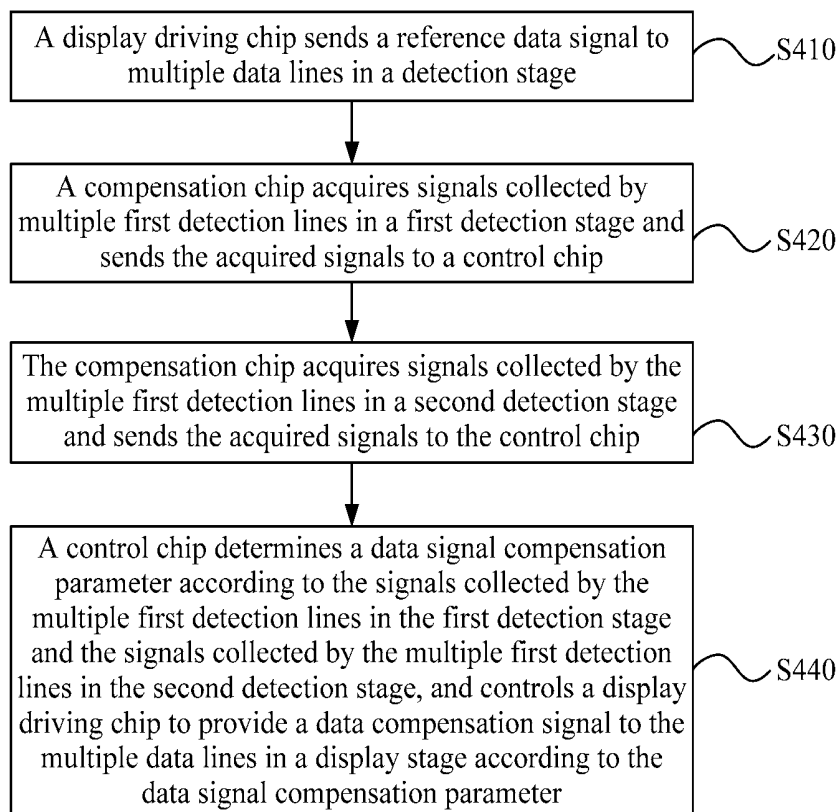 A display driving chip sends a reference data signal to
multiple data lines in a detection stage
S410
A compensation chip acquires signals collected by
multiple first detection lines in a first detection stage and
sends the acquired signals to a control chip
S420
The compensation chip acquires signals collected by the
multiple first detection lines in a second detection stage
and sends the acquired signals to the control chip
S430
A control chip determines a data signal compensation
parameter according to the signals collected by the
multiple first detection lines in the first detection stage
and the signals collected by the multiple first detection
lines in the second detection stage, and controls a display
driving chip to provide a data compensation signal to the
multiple data lines in a display stage according to the
data signal compensation parameter
S440